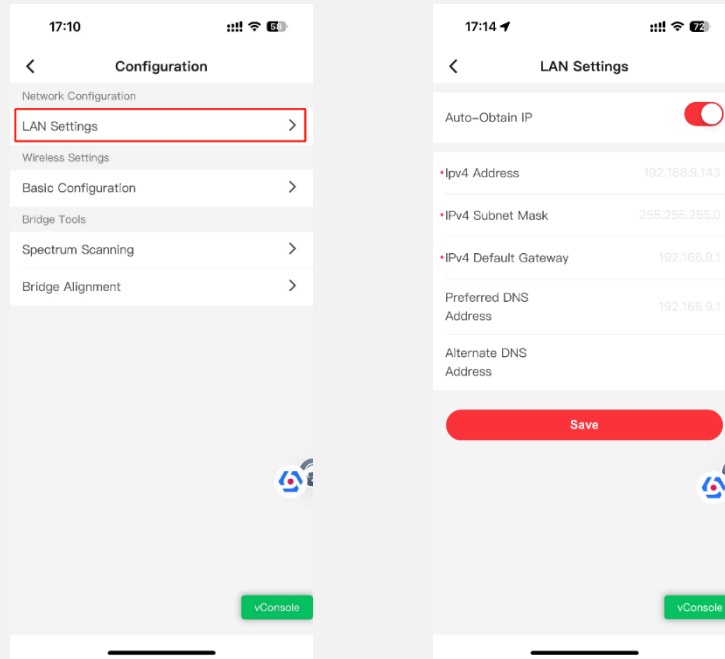 17:10
58
Configuration
Network Configuration
LAN Settings
Wireless Settings
Basic Configuration
Bridge Tools
Spectrum Scanning
Bridge Alignment
vConsole
17:14
72
LAN Settings
Auto-Obtain IP
*Ipv4 Address 192.168.9.143
*IPv4 Subnet Mask 255.255.255.0
*IPv4 Default Gateway 192.168.9.1
Preferred DNS
Address 192.168.9.1
Alternate DNS
Address
Save
vConsole